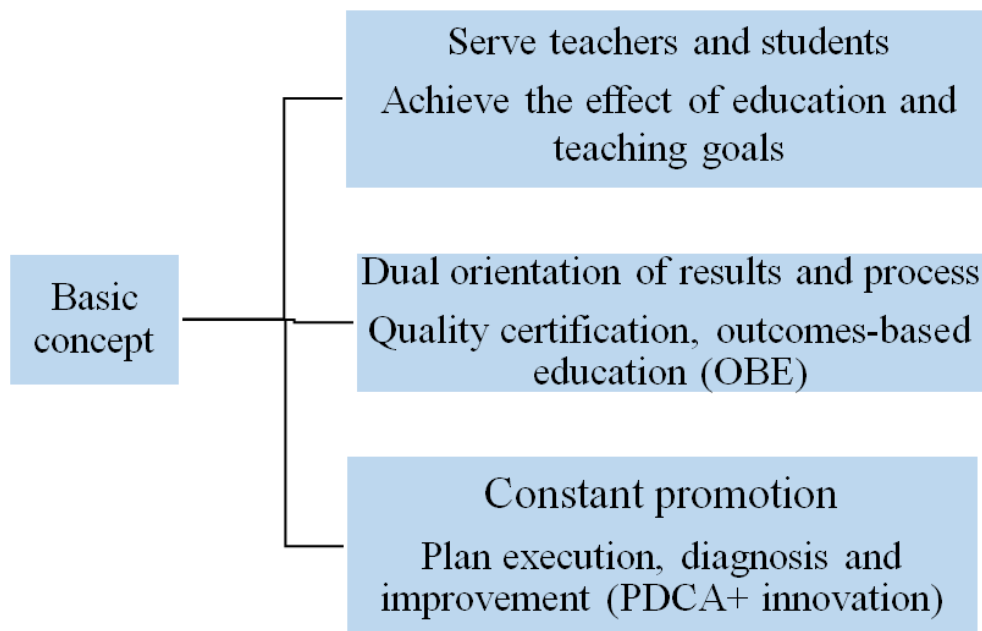 Basic
concept
Serve teachers and students
Achieve the effect of education and
teaching goals
Dual orientation of results and process
Quality certification, outcomes-based
education (OBE)
Constant promotion
Plan execution, diagnosis and
improvement (PDCA+ innovation)